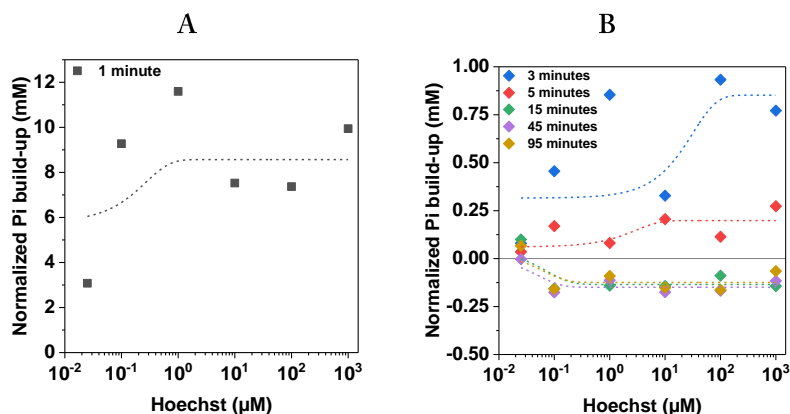 A
B
1 minute
Normalized Pi build-up (mM)
12
10
8
6
4
2
0
10⁻² 10⁻¹ 10⁰ 10¹ 10² 10³
Hoechst (µM)
3 minutes
5 minutes
15 minutes
45 minutes
95 minutes
Normalized Pi build-up (mM)
1.00
0.75
0.50
0.25
0.00
-0.25
-0.50
10⁻² 10⁻¹ 10⁰ 10¹ 10² 10³
Hoechst (µM)